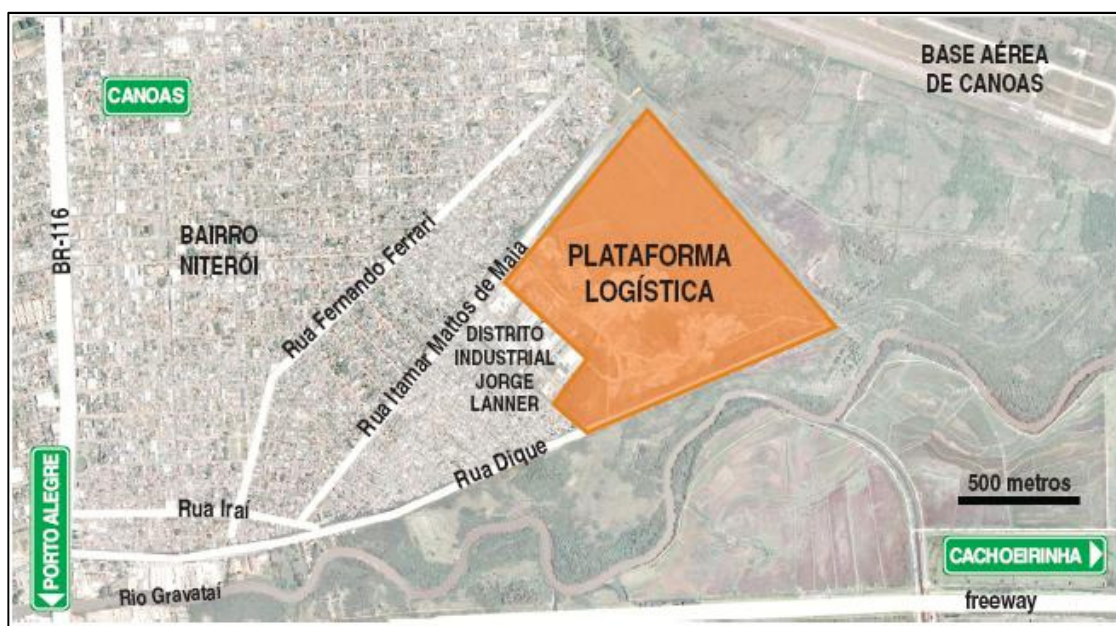 BASE AÉREA
DE CANOAS
CANOAS
BR-116
BAIRRO
NITERÓI
Rua Fernando Ferrari
Rua Itamar Mattos de Maia
PLATAFORMA
LOGÍSTICA
DISTRITO
INDUSTRIAL
JORGE
LANNER
Rua Dique
Rua Iraí
PORTO ALEGRE
500 metros
CACHOEIRINHA
Rio Gravataí
freeway